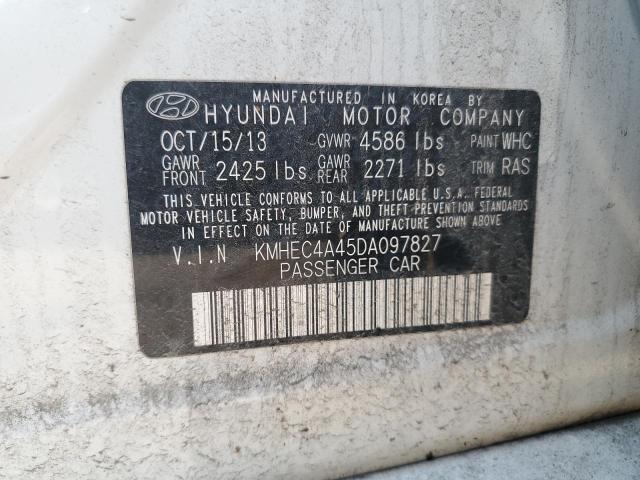 MANUFACTURED IN KOREA BY
HYUNDAI MOTOR COMPANY
OCT/15/13 GVWR 4586 lbs PAINT WHC
GAWR FRONT 2425 lbs GAWR REAR 2271 lbs TRIM RAS
THIS VEHICLE CONFORMS TO ALL APPLICABLE U.S.A. FEDERAL
MOTOR VEHICLE SAFETY, BUMPER, AND THEFT PREVENTION STANDARDS
IN EFFECT ON THE DATE OF MANUFACTURE SHOWN ABOVE.
V.I.N KMHEC4A45DA097827
PASSENGER CAR